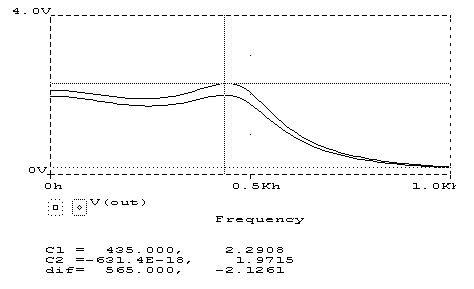 4.0V
0V
0h 0.5Kh 1.0Kh
V(out)
Frequency
C1 = 435.000, 2.2908
C2 =-631.4E-18, 1.9715
dif= 565.000, -2.1261